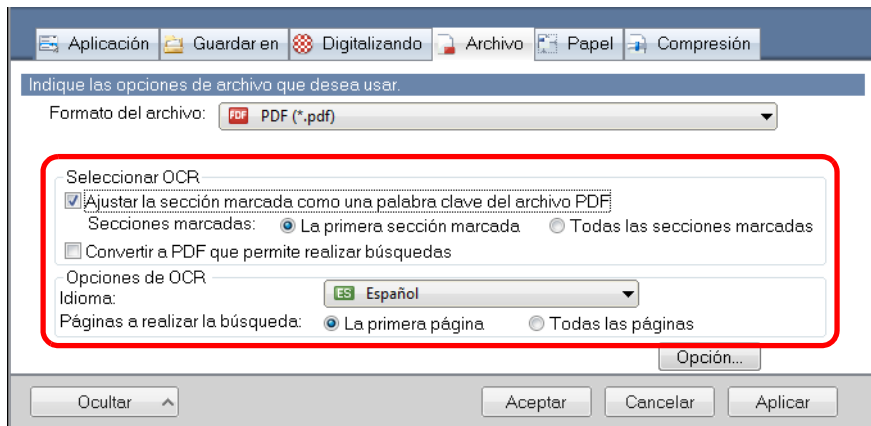 Aplicación Guardar en Digitalizando Archivo Papel Compresión
Indique las opciones de archivo que desea usar.
Formato del archivo: PDF PDF (*.pdf)
Seleccionar OCR
Ajustar la sección marcada como una palabra clave del archivo PDF
Secciones marcadas: La primera sección marcada Todas las secciones marcadas
Convertir a PDF que permite realizar búsquedas
Opciones de OCR
Idioma: ES Español
Páginas a realizar la búsqueda: La primera página Todas las páginas
Opción...
Ocultar Aceptar Cancelar Aplicar